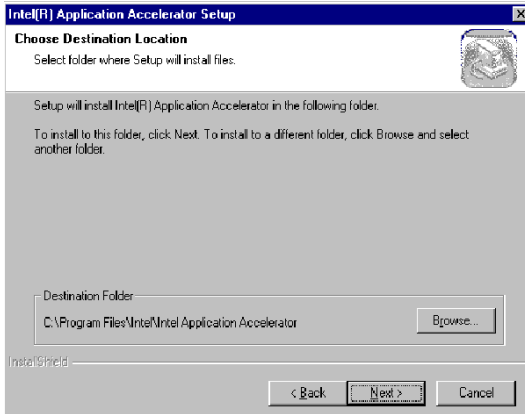 Intel(R) Application Accelerator Setup
Choose Destination Location
Select folder where Setup will install files.
Setup will install Intel(R) Application Accelerator in the following folder.
To install to this folder, click Next. To install to a different folder, click Browse and select
another folder.
Destination Folder
C:\Program Files\Intel\Intel Application Accelerator
Browse...
InstallShield
< Back
Next >
Cancel